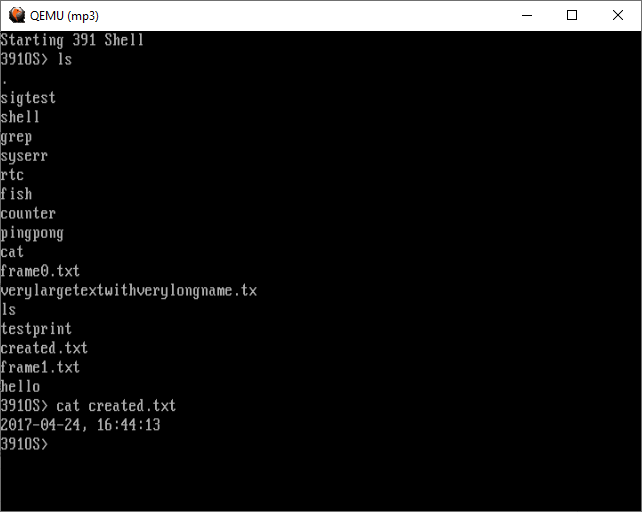 QEMU (mp3)
Starting 391 Shell
391OS> ls
.
sigtest
shell
grep
syserr
rtc
fish
counter
pingpong
cat
frame0.txt
verylargetextwithverylongname.tx
ls
testprint
created.txt
frame1.txt
hello
391OS> cat created.txt
2017-04-24, 16:44:13
391OS>